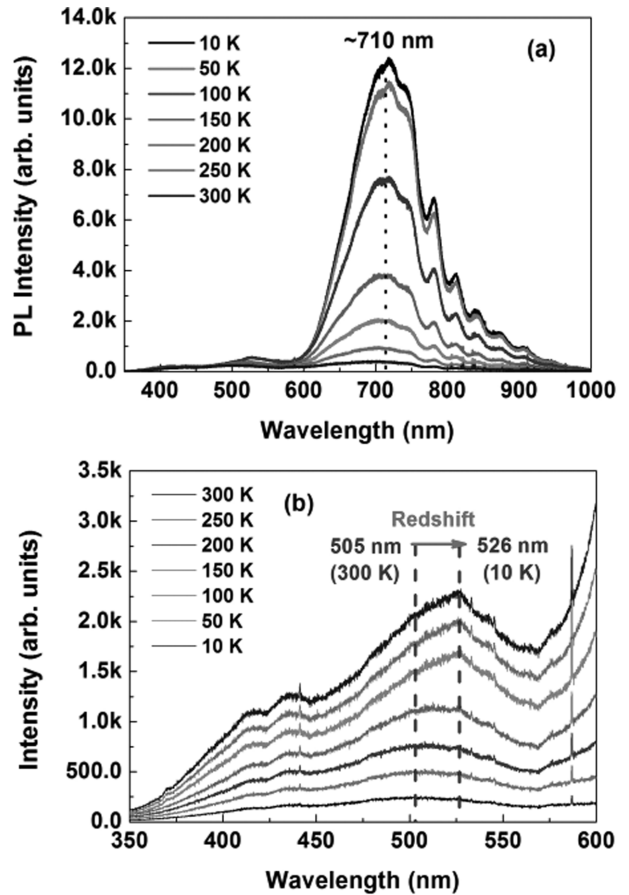 14.0k
12.0k
10.0k
8.0k
6.0k
4.0k
2.0k
0.0
PL Intensity (arb. units)
10 K
50 K
100 K
150 K
200 K
250 K
300 K
~710 nm
(a)
400 500 600 700 800 900 1000
Wavelength (nm)
3.5k
3.0k
2.5k
2.0k
1.5k
1.0k
500.0
0.0
Intensity (arb. units)
300 K
250 K
200 K
150 K
100 K
50 K
10 K
(b)
Redshift
505 nm
(300 K)
526 nm
(10 K)
350 400 450 500 550 600
Wavelength (nm)